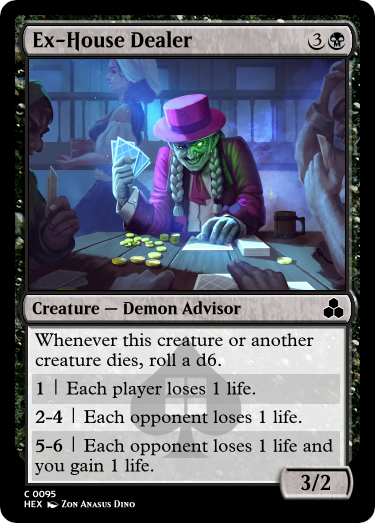 Ex-House Dealer 3
Creature — Demon Advisor
Whenever this creature or another
creature dies, roll a d6.
1 | Each player loses 1 life.
2-4 | Each opponent loses 1 life.
5-6 | Each opponent loses 1 life and
you gain 1 life.
3/2
C 0095
HEX Zon Anasus Dino